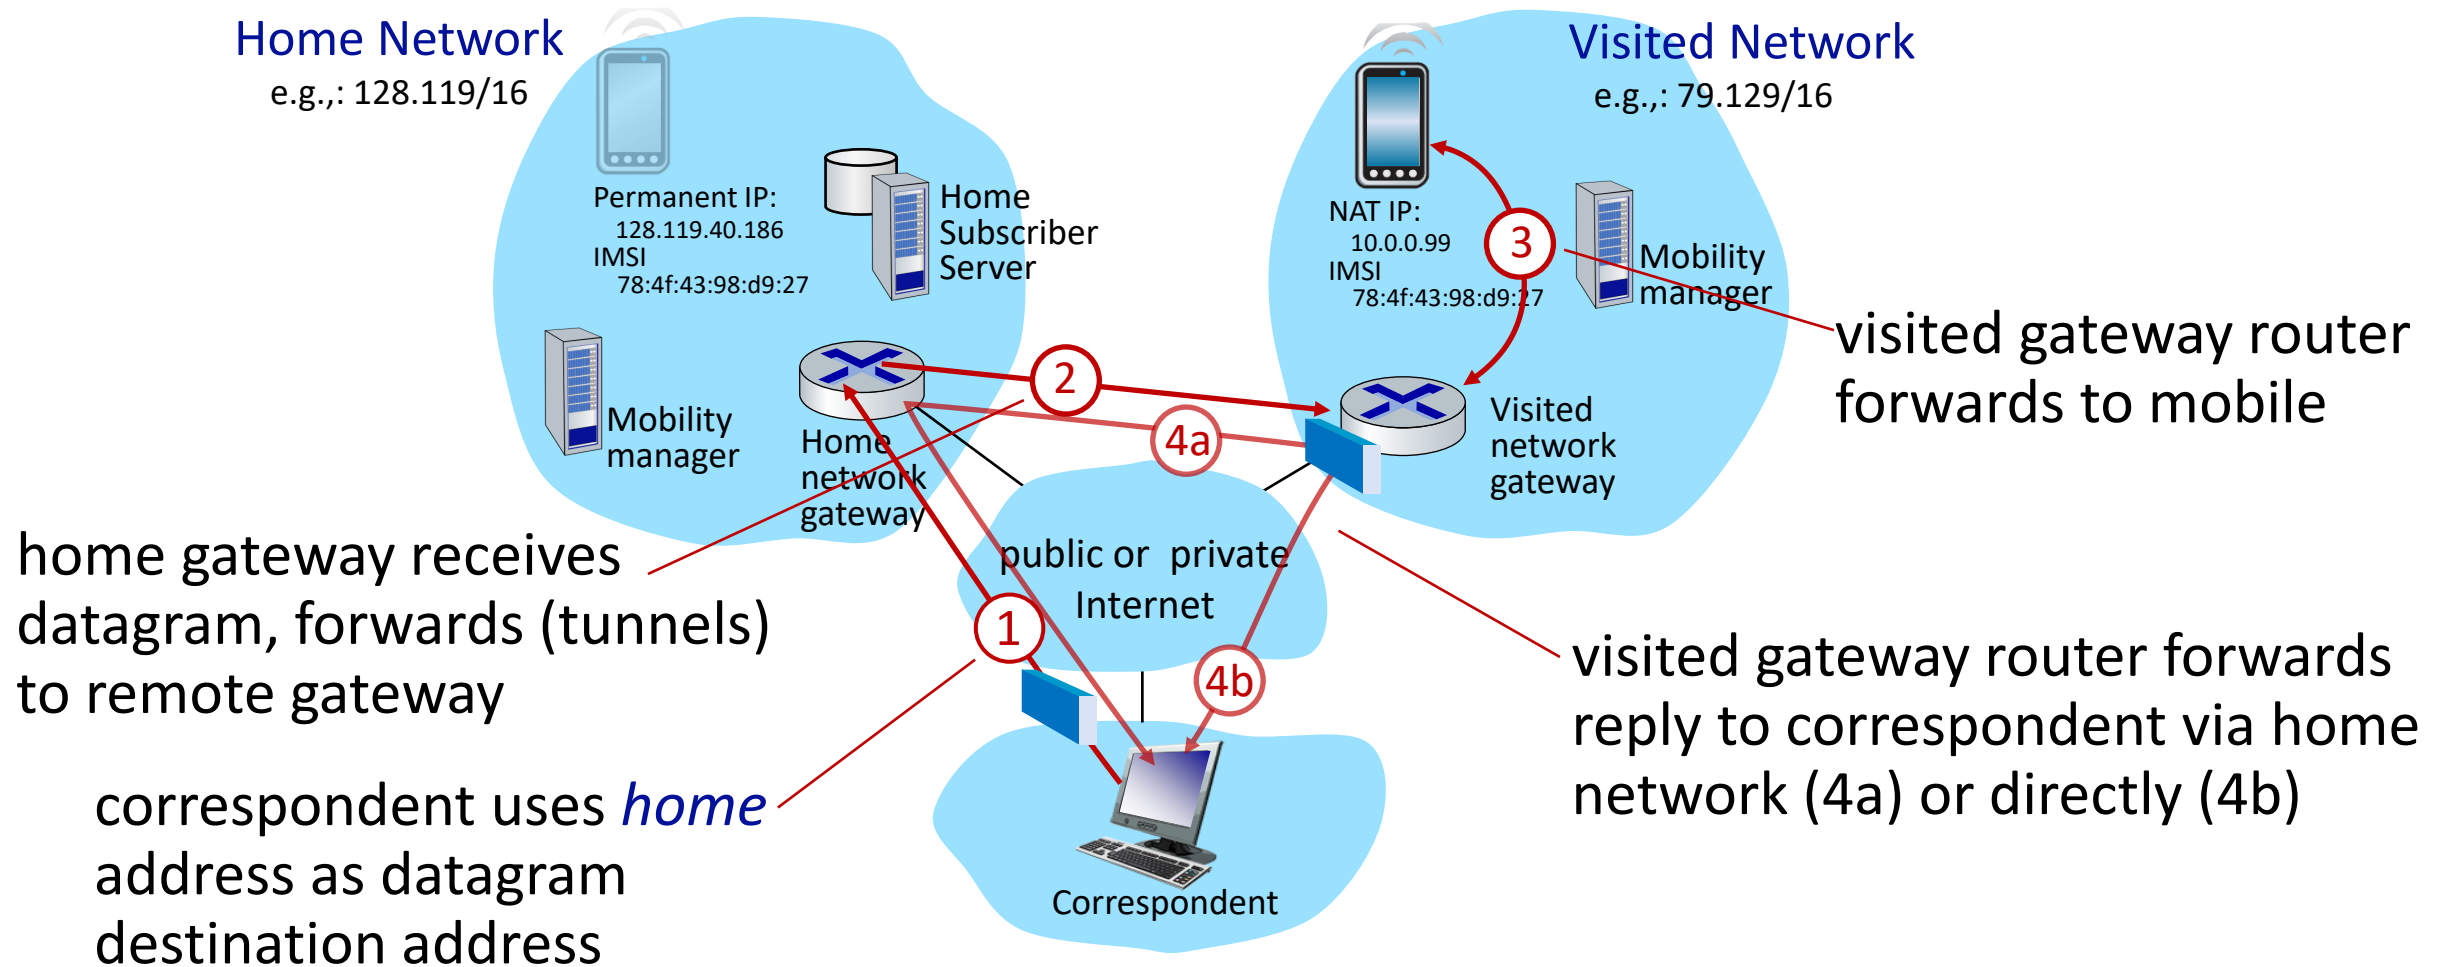 Home Network
e.g.,: 128.119/16
Visited Network
e.g.,: 79.129/16
Permanent IP:
128.119.40.186
IMSI
78:4f:43:98:d9:27
Home
Subscriber
Server
NAT IP:
10.0.0.99
IMSI
78:4f:43:98:d9:27
3
Mobility
manager
visited gateway router
forwards to mobile
Mobility
manager
Home
network
gateway
2
4a
Visited
network
gateway
home gateway receives
datagram, forwards (tunnels)
to remote gateway
public or private
Internet
1
4b
visited gateway router forwards
reply to correspondent via home
network (4a) or directly (4b)
correspondent uses home
address as datagram
destination address
Correspondent